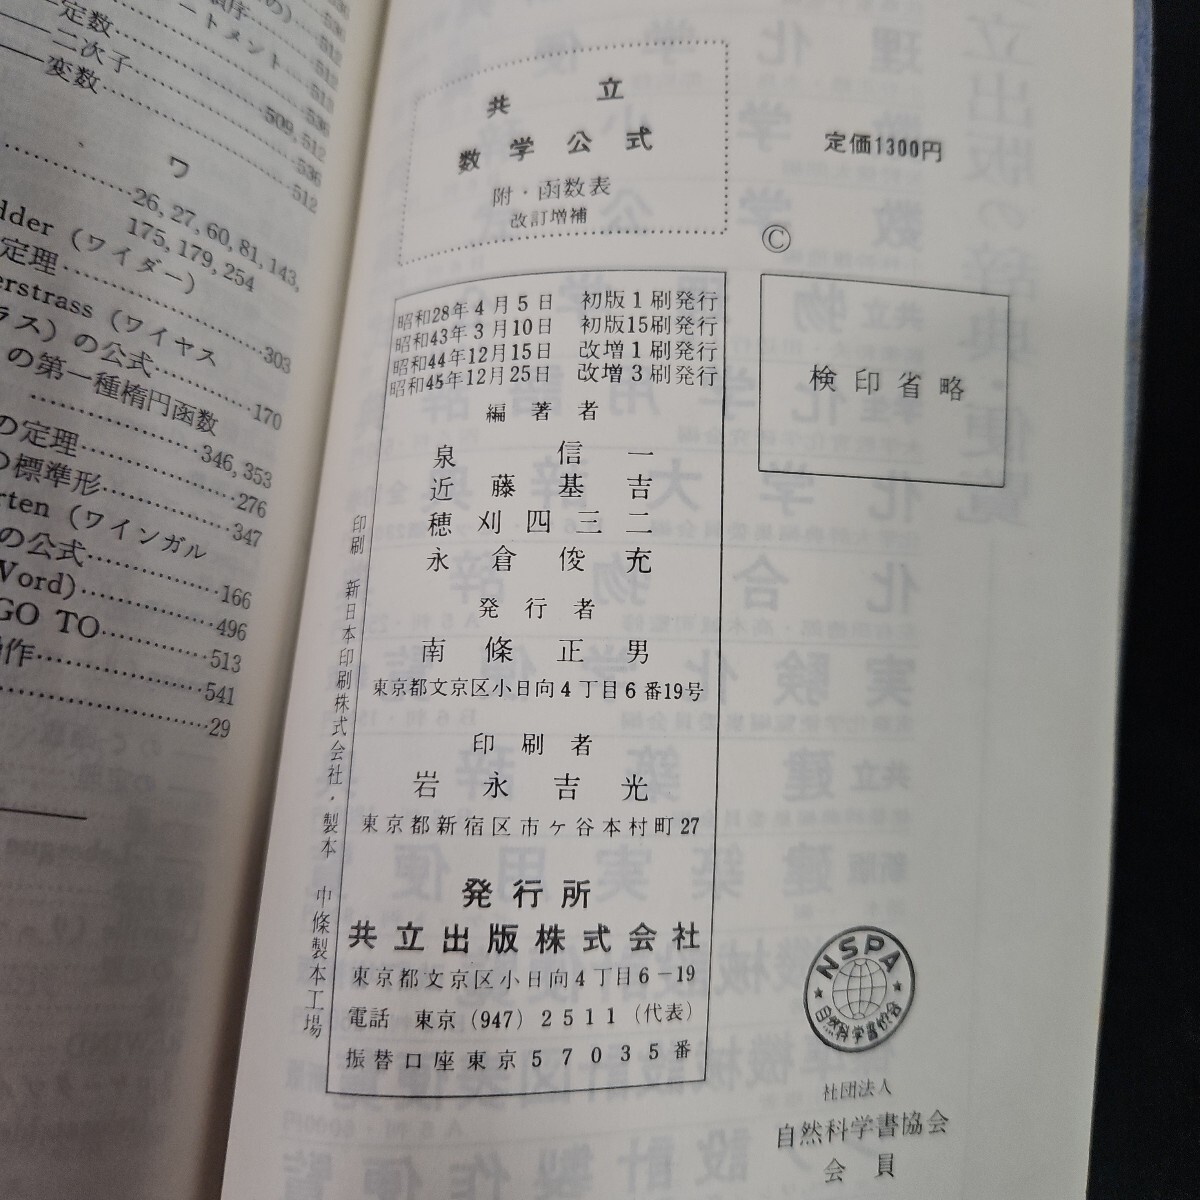 定数
二次子 509, 512
変数 536
512
ワ
26, 27, 60, 81, 143,
175, 179, 254
dder (ワイダー)
定理 303
erstrass (ワイヤス
ラス) の公式 170
の第一種楕円函数
346, 353
の定理 276
の標準形 347
rten (ワインガル
の公式 166
Word) 496
GO TO 513
541
29
共立
数学公式
附・函数表
改訂増補
定価1300円
©
検印省略
昭和28年4月5日 初版1刷発行
昭和43年3月10日 初版15刷発行
昭和44年12月15日 改増1刷発行
昭和45年12月25日 改増3刷発行
編著者
泉信一
近藤基吉
穂刈四三二
永倉俊充
発行者
南條正男
東京都文京区小日向4丁目6番19号
印刷者
岩永吉光
東京都新宿区市ケ谷本村町27
発行所
共立出版株式会社
東京都文京区小日向4丁目6-19
電話 東京 (947) 2511 (代表)
振替口座東京57035番
印刷 新日本印刷株式会社・製本 中條製本工場
NSPA
自然科学書協会
社団法人
自然科学書協会
会員